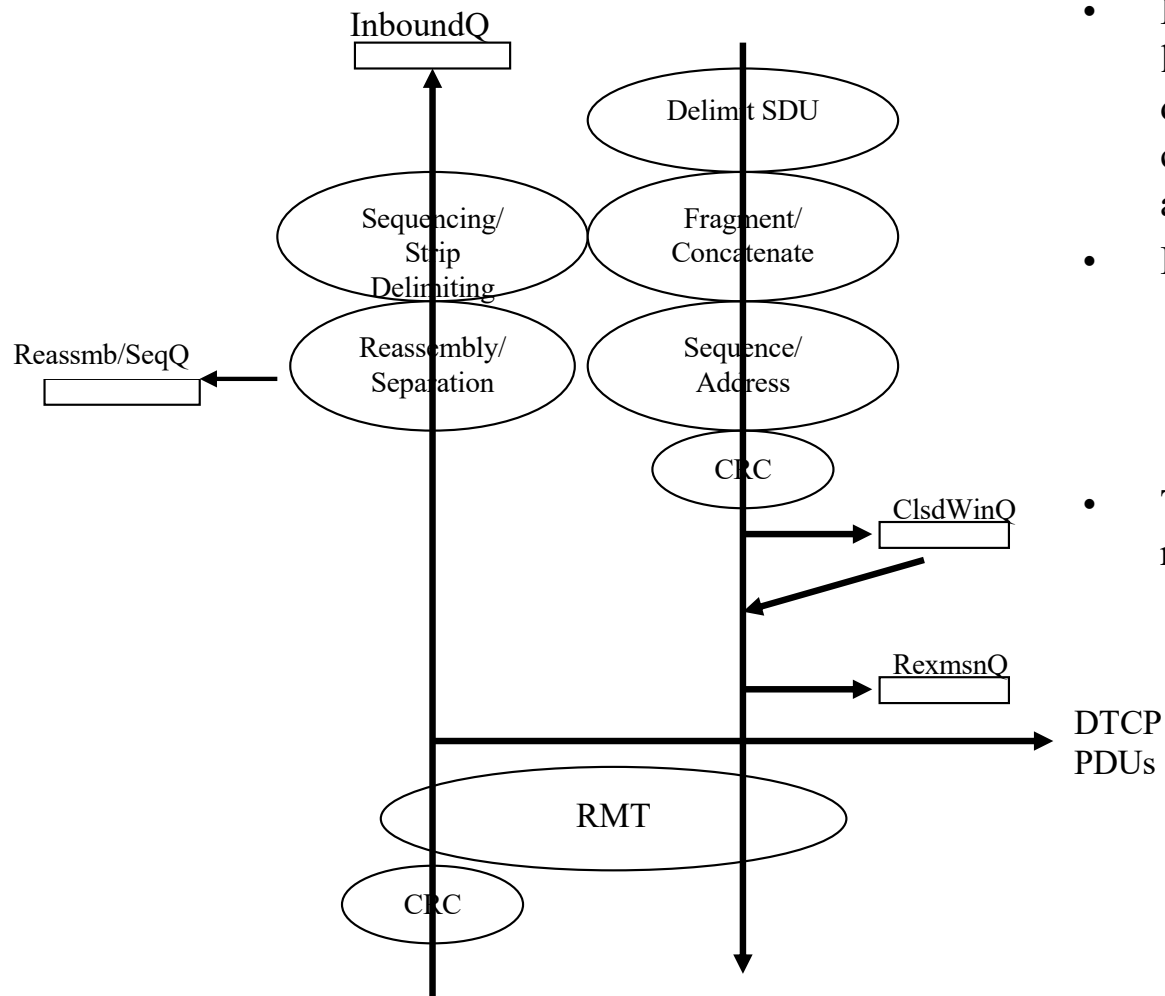 InboundQ
Delimit SDU
Sequencing/
Strip
Delimiting
Fragment/
Concatenate
Reassmb/SeqQ
Reassembly/
Separation
Sequence/
Address
CRC
ClsdWinQ
RexmsnQ
DTCP
PDUs
RMT
CRC